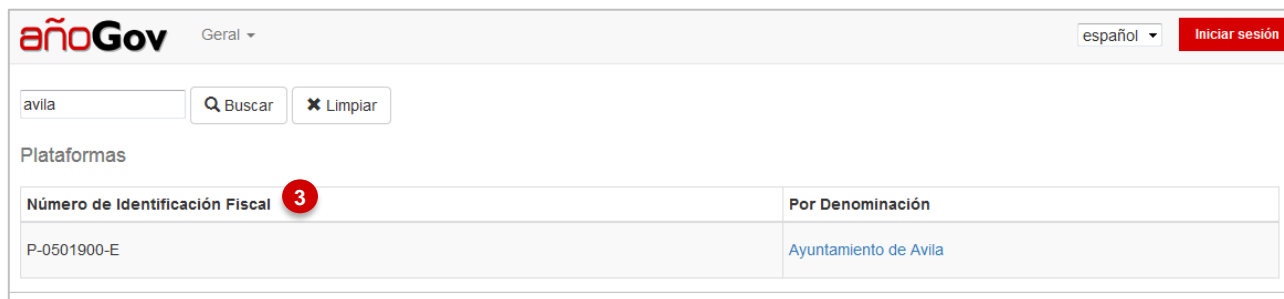 añoGov Geral español Iniciar sesión
avila Buscar Limpiar
Plataformas
Número de Identificación Fiscal 3 Por Denominación
P-0501900-E Ayuntamiento de Avila